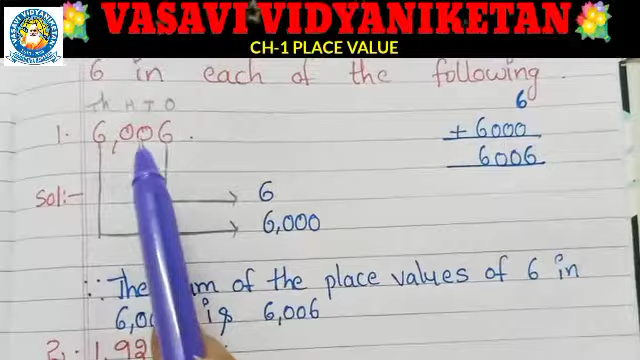 VASAVI VIDYANIKETAN
CH-1 PLACE VALUE
6 in each of the following.
Th H T O
1. 6,006.
6
+ 6000
6006
Sol:-
6
6,000
∴ The of the place values of 6 in
is 6,006
2.